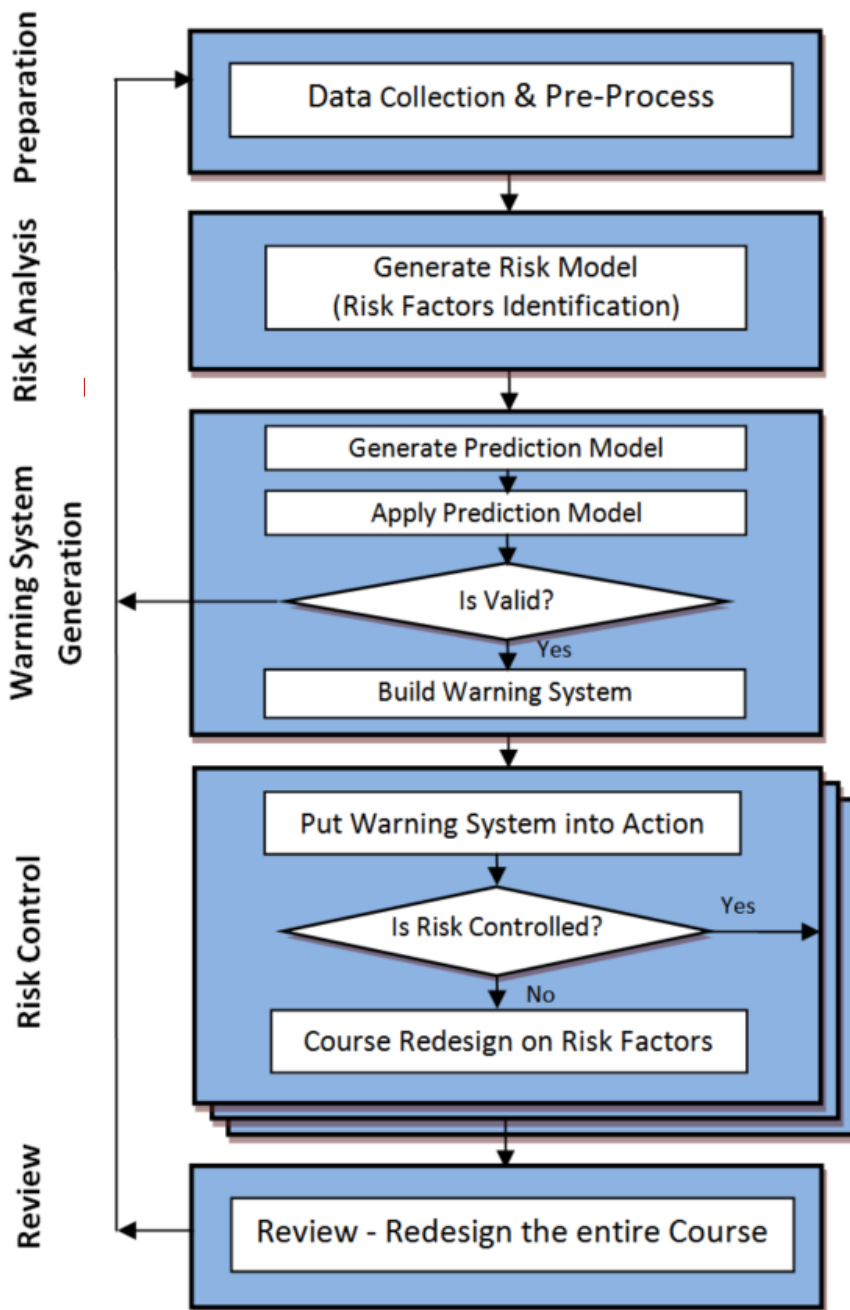 Preparation
Data Collection & Pre-Process
Risk Analysis
Generate Risk Model
(Risk Factors Identification)
Warning System
Generation
Generate Prediction Model
Apply Prediction Model
Is Valid?
Yes
Build Warning System
Risk Control
Put Warning System into Action
Is Risk Controlled?
Yes
No
Course Redesign on Risk Factors
Review
Review - Redesign the entire Course